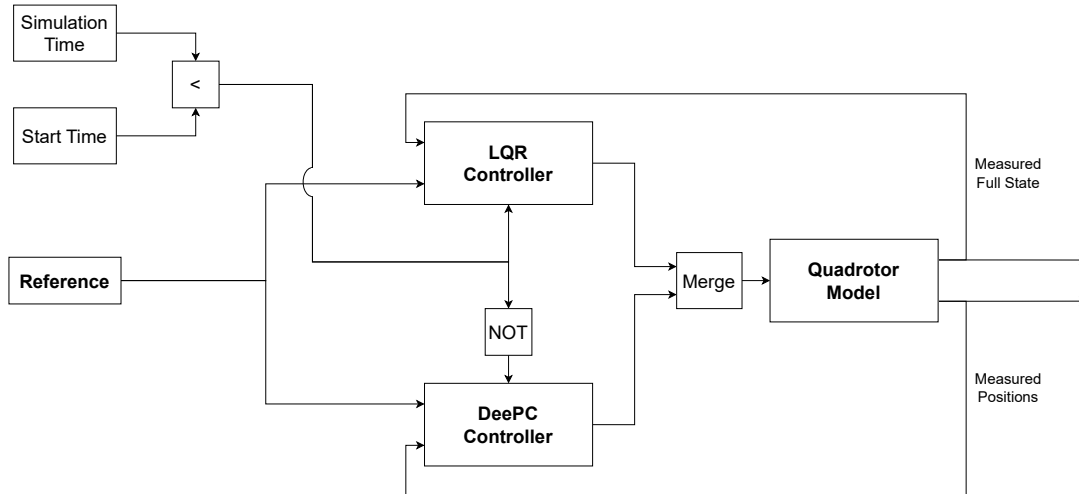 Simulation
Time
<
Start Time
LQR
Controller
Measured
Full State
Reference
Merge
Quadrotor
Model
NOT
DeePC
Controller
Measured
Positions